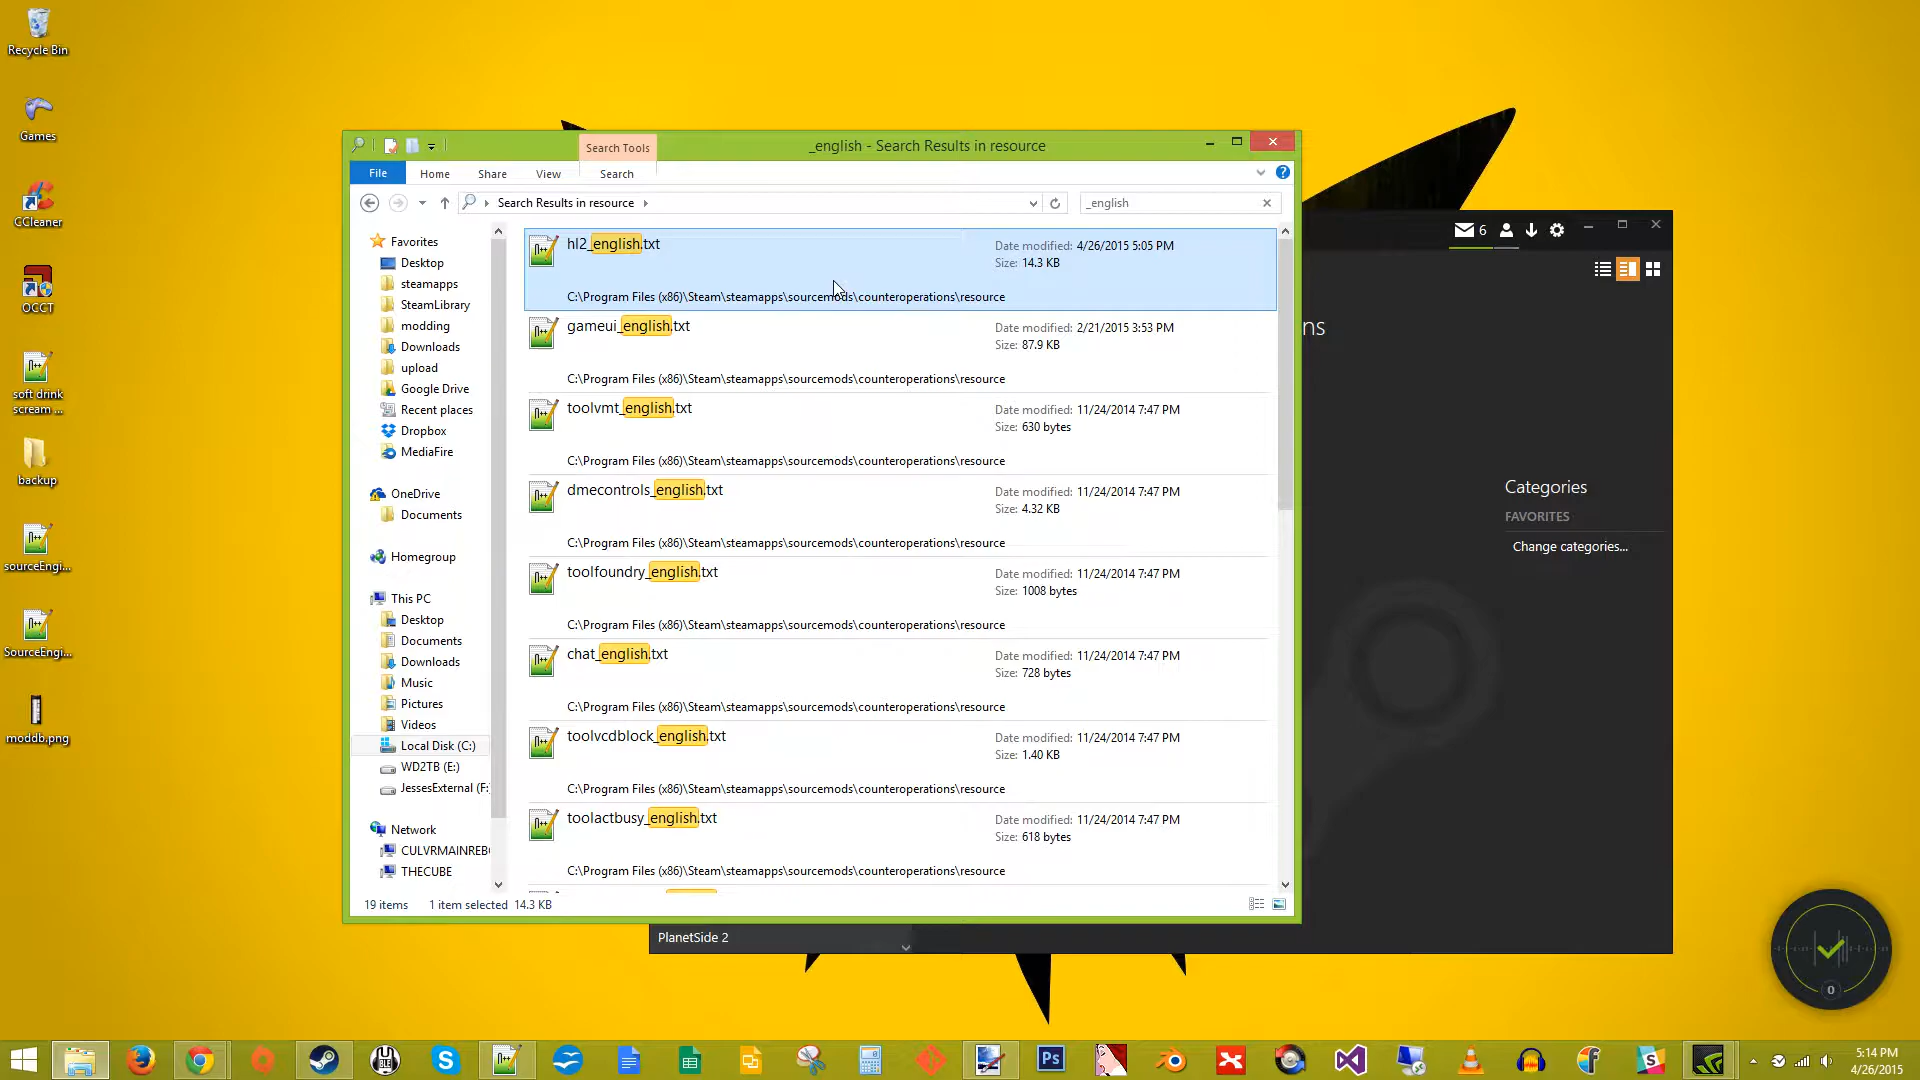 Recycle Bin
Games
CCleaner
OCCT
soft drink
scream ...
backup
sourceEngi...
SourceEngi...
moddb.png
Search Tools
_english - Search Results in resource
File
Home
Share
View
Search
Search Results in resource
_english
Favorites
Desktop
steamapps
SteamLibrary
modding
Downloads
upload
Google Drive
Recent places
Dropbox
MediaFire
OneDrive
Documents
Homegroup
This PC
Desktop
Documents
Downloads
Music
Pictures
Videos
Local Disk (C:)
WD2TB (E:)
JessesExternal (F:
Network
CULVRMAINREB
THECUBE
hl2_english.txt
Date modified: 4/26/2015 5:05 PM
Size: 14.3 KB
C:\Program Files (x86)\Steam\steamapps\sourcemods\counteroperations\resource
gameui_english.txt
Date modified: 2/21/2015 3:53 PM
Size: 87.9 KB
C:\Program Files (x86)\Steam\steamapps\sourcemods\counteroperations\resource
toolvmt_english.txt
Date modified: 11/24/2014 7:47 PM
Size: 630 bytes
C:\Program Files (x86)\Steam\steamapps\sourcemods\counteroperations\resource
dmecontrols_english.txt
Date modified: 11/24/2014 7:47 PM
Size: 4.32 KB
C:\Program Files (x86)\Steam\steamapps\sourcemods\counteroperations\resource
toolfoundry_english.txt
Date modified: 11/24/2014 7:47 PM
Size: 1008 bytes
C:\Program Files (x86)\Steam\steamapps\sourcemods\counteroperations\resource
chat_english.txt
Date modified: 11/24/2014 7:47 PM
Size: 728 bytes
C:\Program Files (x86)\Steam\steamapps\sourcemods\counteroperations\resource
toolvcdblock_english.txt
Date modified: 11/24/2014 7:47 PM
Size: 1.40 KB
C:\Program Files (x86)\Steam\steamapps\sourcemods\counteroperations\resource
toolactbusy_english.txt
Date modified: 11/24/2014 7:47 PM
Size: 618 bytes
C:\Program Files (x86)\Steam\steamapps\sourcemods\counteroperations\resource
19 items
1 item selected 14.3 KB
6
ns
Categories
FAVORITES
Change categories...
PlanetSide 2
0
Ps
5:14 PM
4/26/2015